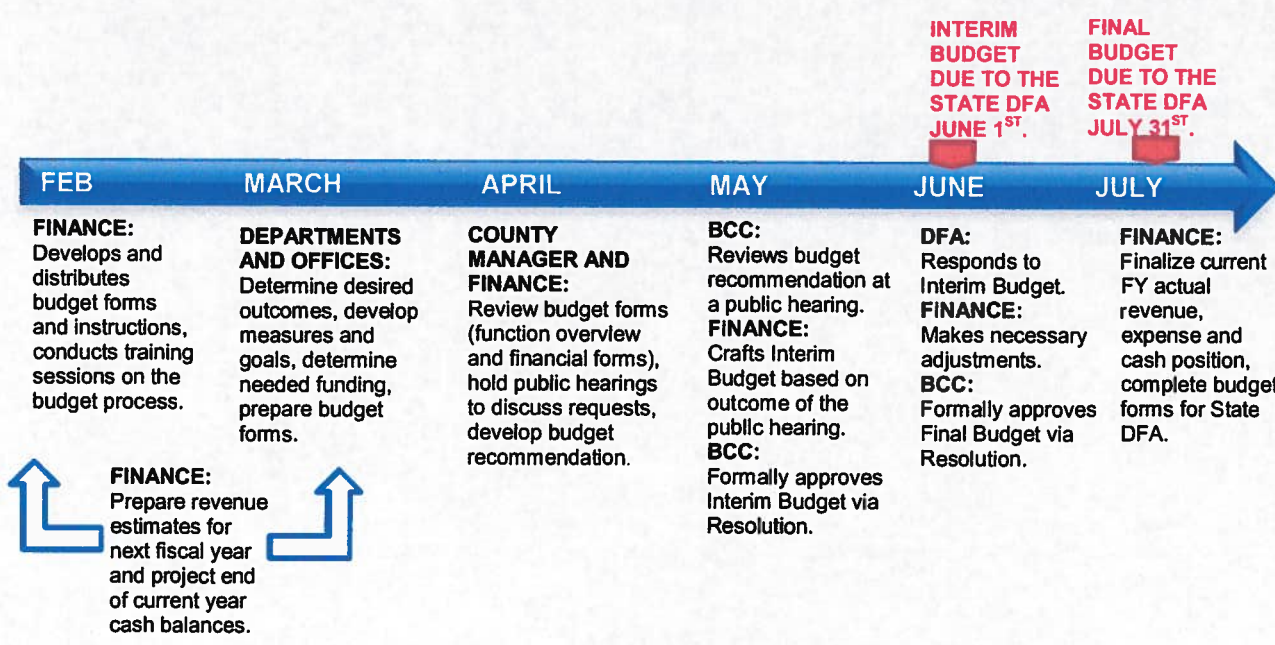 INTERIM
BUDGET
DUE TO THE
STATE DFA
JUNE 1ST.
FINAL
BUDGET
DUE TO THE
STATE DFA
JULY 31ST.
FEB
MARCH
APRIL
MAY
JUNE
JULY
FINANCE:
Develops and
distributes
budget forms
and instructions,
conducts training
sessions on the
budget process.
DEPARTMENTS
AND OFFICES:
Determine desired
outcomes, develop
measures and
goals, determine
needed funding,
prepare budget
forms.
COUNTY
MANAGER AND
FINANCE:
Review budget forms
(function overview
and financial forms),
hold public hearings
to discuss requests,
develop budget
recommendation.
BCC:
Reviews budget
recommendation at
a public hearing.
FINANCE:
Crafts Interim
Budget based on
outcome of the
public hearing.
BCC:
Formally approves
Interim Budget via
Resolution.
DFA:
Responds to
Interim Budget.
FINANCE:
Makes necessary
adjustments.
BCC:
Formally approves
Final Budget via
Resolution.
FINANCE:
Finalize current
FY actual
revenue,
expense and
cash position,
complete budget
forms for State
DFA.
FINANCE:
Prepare revenue
estimates for
next fiscal year
and project end
of current year
cash balances.